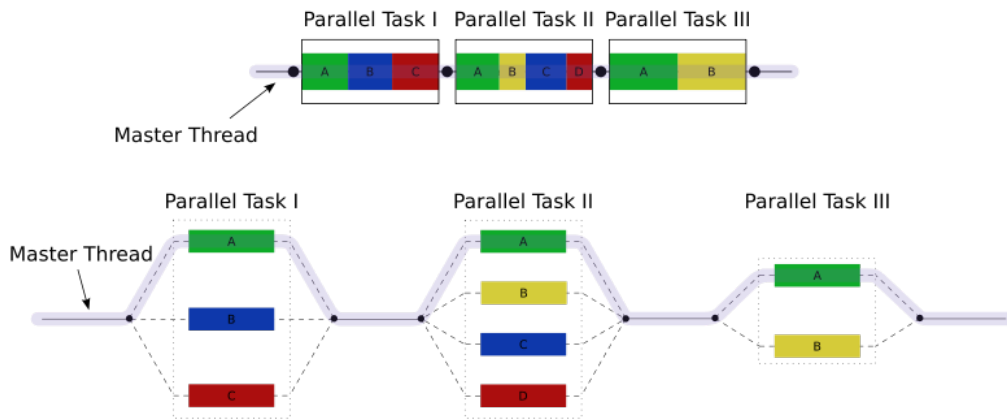 Parallel Task I Parallel Task II Parallel Task III
A B C A B C D A B
Master Thread
Parallel Task I Parallel Task II Parallel Task III
A A
Master Thread
B A
B C
B
C D